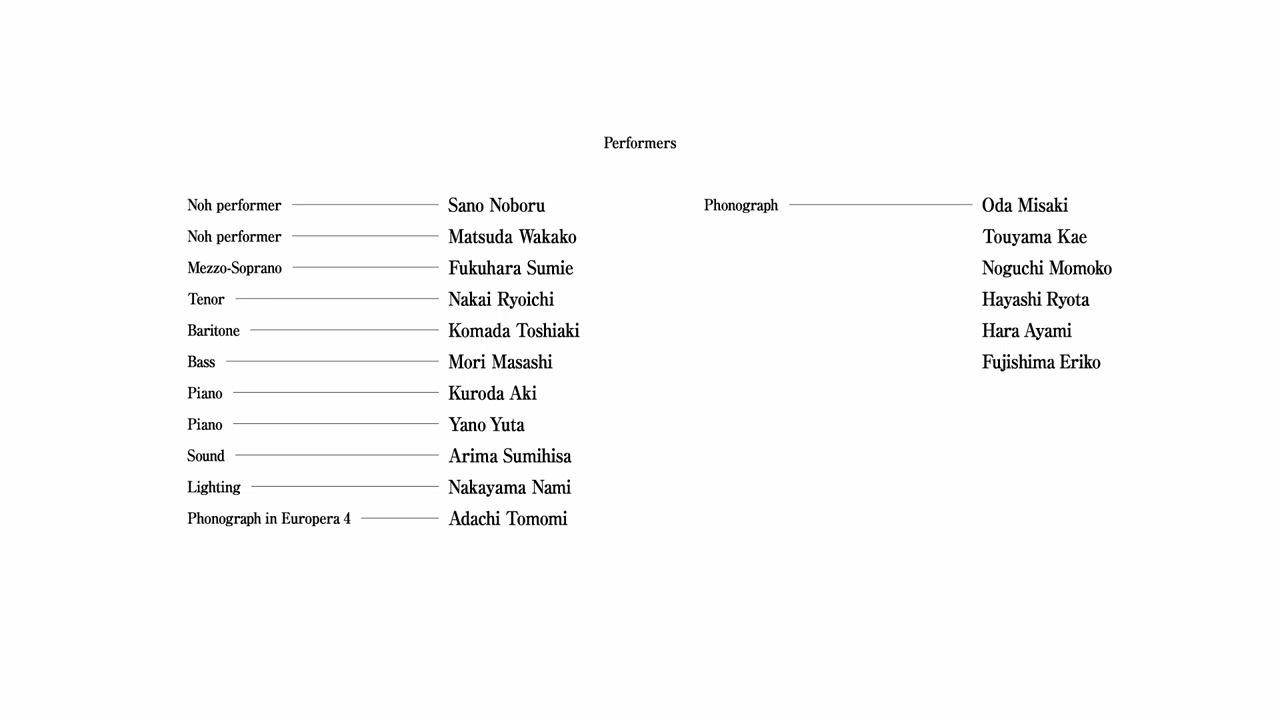 Performers
Noh performer Sano Noboru
Noh performer Matsuda Wakako
Mezzo-Soprano Fukuhara Sumie
Tenor Nakai Ryoichi
Baritone Komada Toshiaki
Bass Mori Masashi
Piano Kuroda Aki
Piano Yano Yuta
Sound Arima Sumihisa
Lighting Nakayama Nami
Phonograph in Europera 4 Adachi Tomomi
Phonograph Oda Misaki
Touyama Kae
Noguchi Momoko
Hayashi Ryota
Hara Ayami
Fujishima Eriko